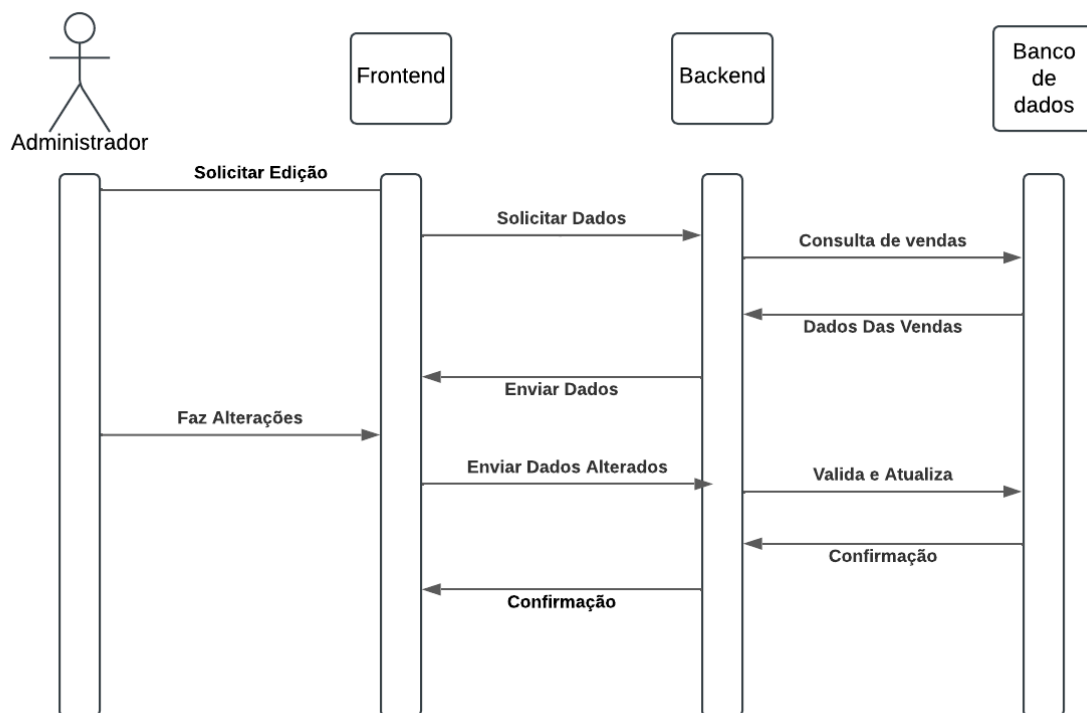 Frontend
Backend
Banco
de
dados
Administrador
Solicitar Edição
Solicitar Dados
Consulta de vendas
Dados Das Vendas
Enviar Dados
Faz Alterações
Enviar Dados Alterados
Valida e Atualiza
Confirmação
Confirmação